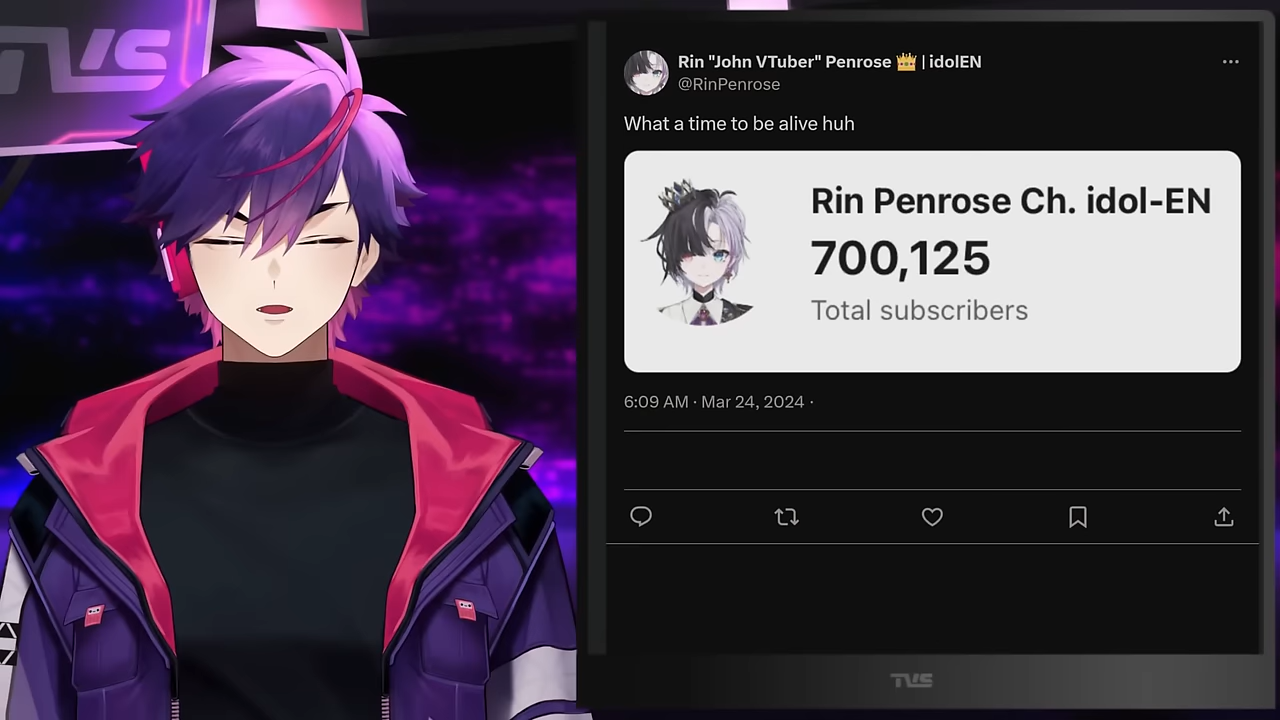 TVS
Rin "John VTuber" Penrose 👑 | idolEN
@RinPenrose
What a time to be alive huh
Rin Penrose Ch. idol-EN
700,125
Total subscribers
6:09 AM · Mar 24, 2024 ·
TVS